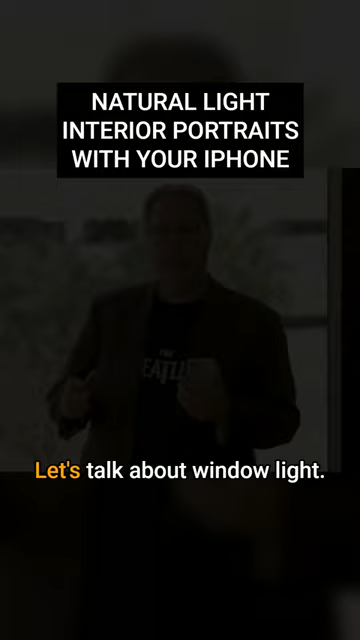 NATURAL LIGHT
INTERIOR PORTRAITS
WITH YOUR IPHONE
Let's talk about window light.